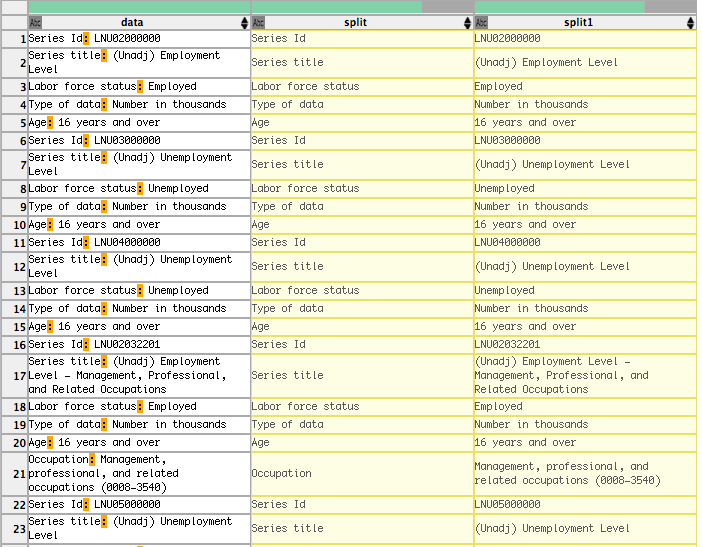 Abc data Abc split Abc split1
1 Series Id: LNU02000000 Series Id LNU02000000
2 Series title: (Unadj) Employment Level Series title (Unadj) Employment Level
3 Labor force status: Employed Labor force status Employed
4 Type of data: Number in thousands Type of data Number in thousands
5 Age: 16 years and over Age 16 years and over
6 Series Id: LNU03000000 Series Id LNU03000000
7 Series title: (Unadj) Unemployment Level Series title (Unadj) Unemployment Level
8 Labor force status: Unemployed Labor force status Unemployed
9 Type of data: Number in thousands Type of data Number in thousands
10 Age: 16 years and over Age 16 years and over
11 Series Id: LNU04000000 Series Id LNU04000000
12 Series title: (Unadj) Unemployment Level Series title (Unadj) Unemployment Level
13 Labor force status: Unemployed Labor force status Unemployed
14 Type of data: Number in thousands Type of data Number in thousands
15 Age: 16 years and over Age 16 years and over
16 Series Id: LNU02032201 Series Id LNU02032201
17 Series title: (Unadj) Employment Level – Management, Professional, and Related Occupations Series title (Unadj) Employment Level – Management, Professional, and Related Occupations
18 Labor force status: Employed Labor force status Employed
19 Type of data: Number in thousands Type of data Number in thousands
20 Age: 16 years and over Age 16 years and over
21 Occupation: Management, professional, and related occupations (0008-3540) Occupation Management, professional, and related occupations (0008-3540)
22 Series Id: LNU05000000 Series Id LNU05000000
23 Series title: (Unadj) Unemployment Level Series title (Unadj) Unemployment Level